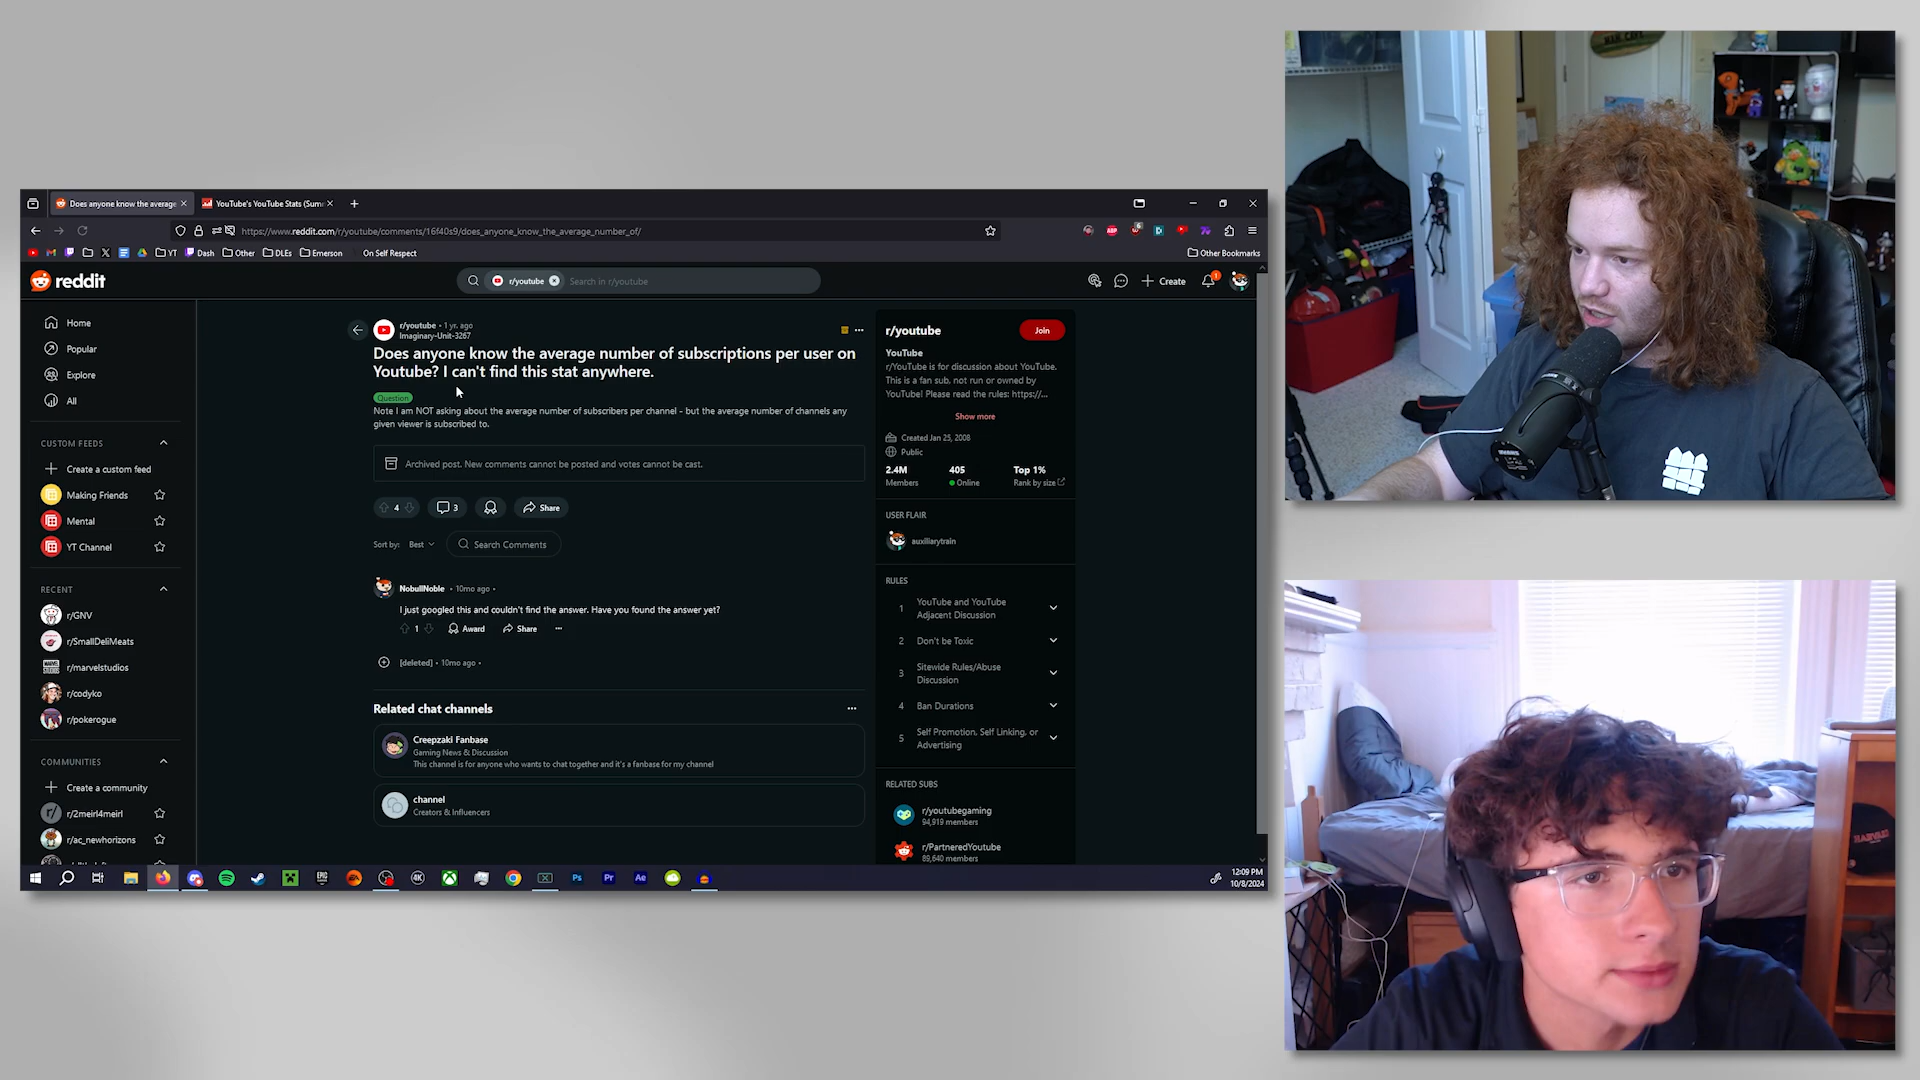 Does anyone know the average
YouTube's YouTube Stats (Sum
https://www.reddit.com/r/youtube/comments/16f40s9/does_anyone_know_the_average_number_of/
YT
Dash
Other
DLEs
Emerson
On Self Respect
Other Bookmarks
reddit
r/youtube
Search in r/youtube
Create
Home
Popular
Explore
All
CUSTOM FEEDS
Create a custom feed
Making Friends
Mental
YT Channel
RECENT
r/GNV
r/SmallDeliMeats
r/marvelstudios
r/codyko
r/pokerogue
COMMUNITIES
Create a community
r/2meirl4meirl
r/ac_newhorizons
r/youtube • 1 yr. ago
Imaginary-Unit-3267
Does anyone know the average number of subscriptions per user on
Youtube? I can't find this stat anywhere.
Question
Note I am NOT asking about the average number of subscribers per channel - but the average number of channels any
given viewer is subscribed to.
Archived post. New comments cannot be posted and votes cannot be cast.
4
3
Share
Sort by: Best
Search Comments
NobullNoble • 10mo ago •
I just googled this and couldn't find the answer. Have you found the answer yet?
1
Award
Share
[deleted] • 10mo ago •
Related chat channels
Creepzaki Fanbase
Gaming News & Discussion
This channel is for anyone who wants to chat together and it's a fanbase for my channel
channel
Creators & Influencers
r/youtube
Join
YouTube
r/YouTube is for discussion about YouTube.
This is a fan sub, not run or owned by
YouTube! Please read the rules: https://...
Show more
Created Jan 25, 2008
Public
2.4M
405
Top 1%
Members
Online
Rank by size
USER FLAIR
auxiliarytrain
RULES
1
YouTube and YouTube
Adjacent Discussion
2
Don't be Toxic
3
Sitewide Rules/Abuse
Discussion
4
Ban Durations
5
Self Promotion, Self Linking, or
Advertising
RELATED SUBS
r/youtubegaming
94,919 members
r/PartneredYoutube
89,640 members
12:09 PM
10/8/2024